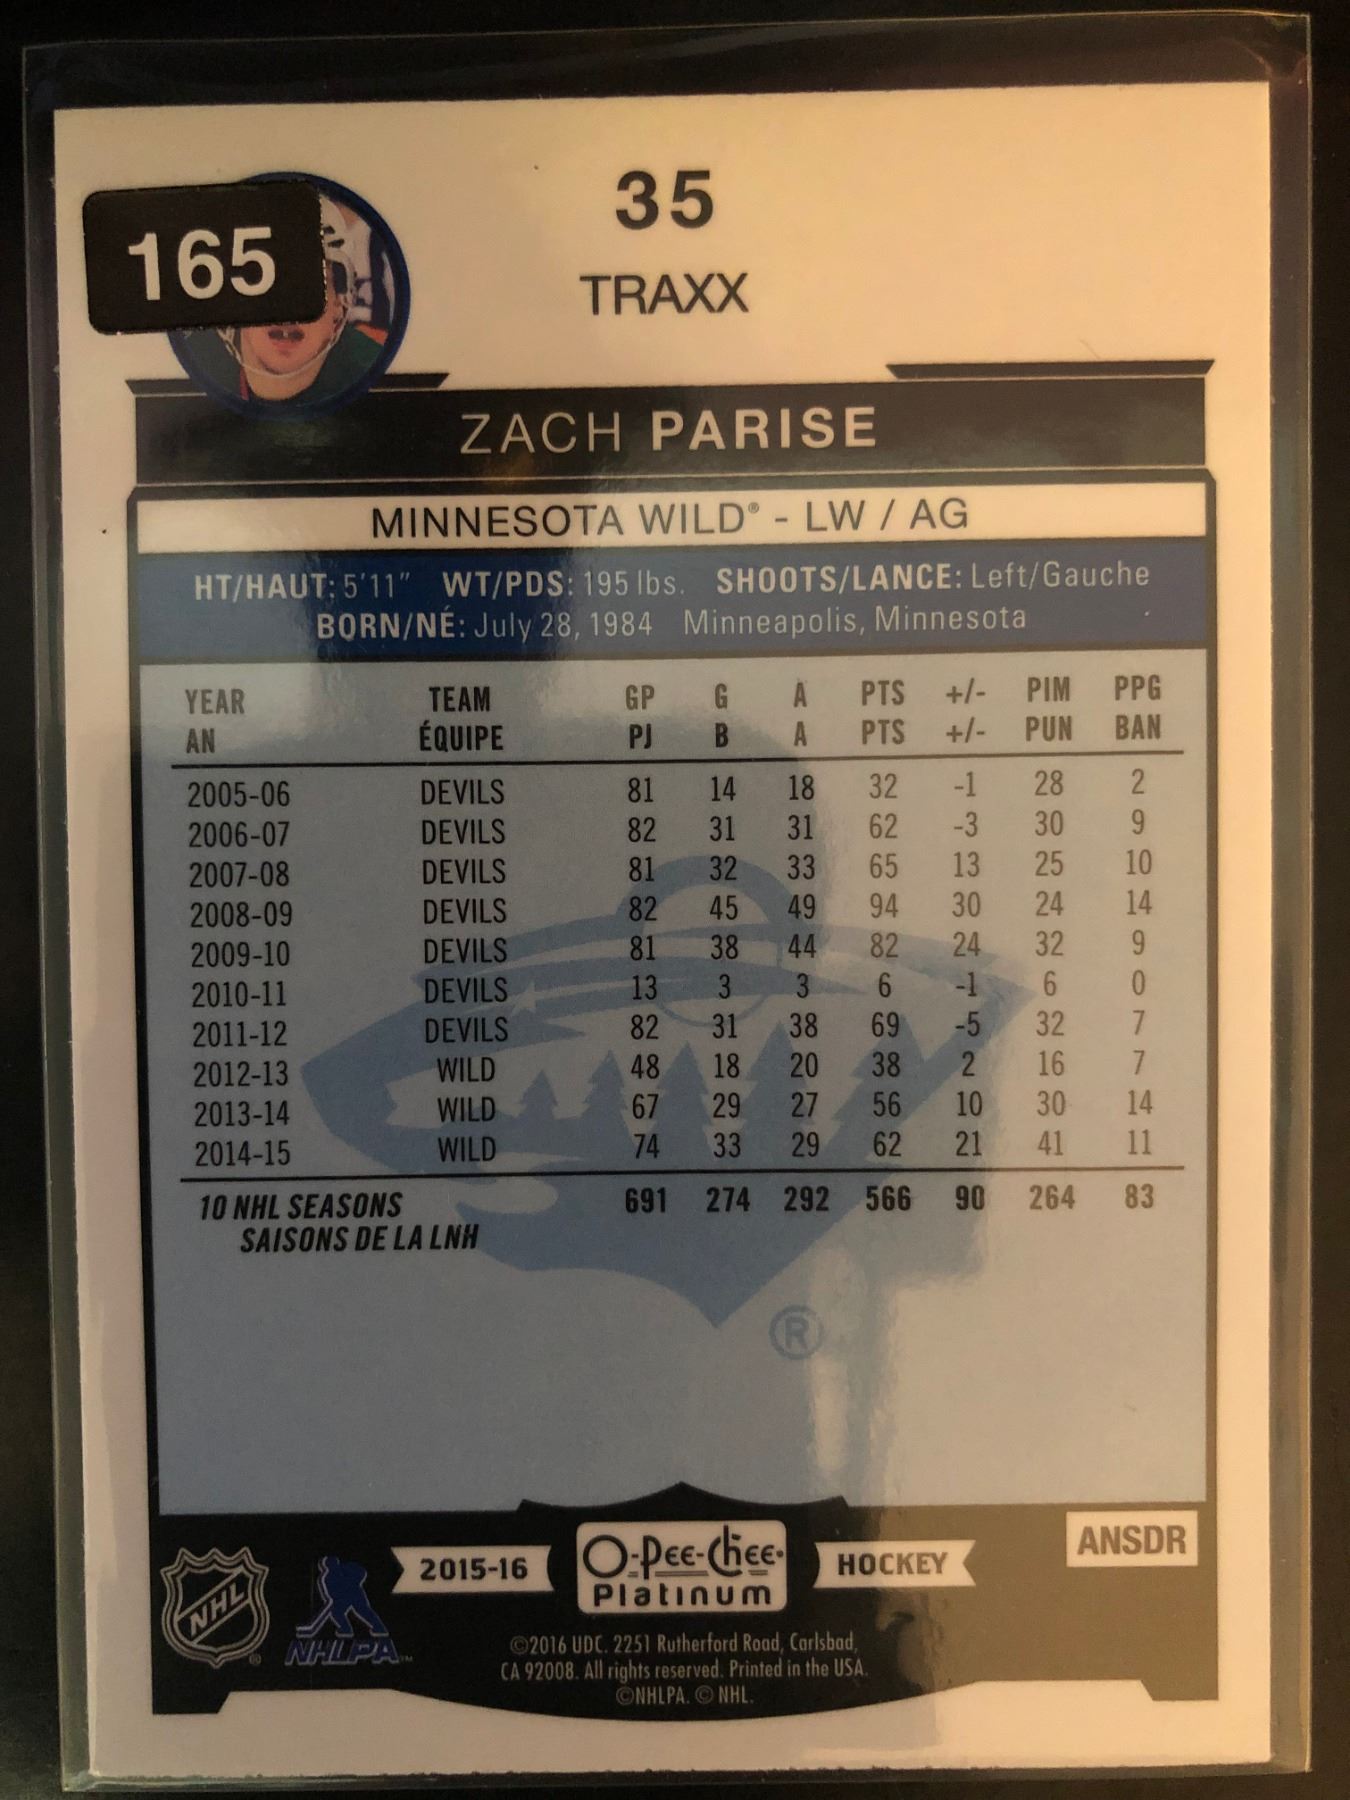 165
35
TRAXX
ZACH PARISE
MINNESOTA WILD® - LW / AG
HT/HAUT: 5'11" WT/PDS: 195 lbs. SHOOTS/LANCE: Left/Gauche
BORN/NÉ: July 28, 1984 Minneapolis, Minnesota
YEAR TEAM GP G A PTS +/- PIM PPG
AN ÉQUIPE PJ B A PTS +/- PUN BAN
2005-06 DEVILS 81 14 18 32 -1 28 2
2006-07 DEVILS 82 31 31 62 -3 30 9
2007-08 DEVILS 81 32 33 65 13 25 10
2008-09 DEVILS 82 45 49 94 30 24 14
2009-10 DEVILS 81 38 44 82 24 32 9
2010-11 DEVILS 13 3 3 6 -1 6 0
2011-12 DEVILS 82 31 38 69 -5 32 7
2012-13 WILD 48 18 20 38 2 16 7
2013-14 WILD 67 29 27 56 10 30 14
2014-15 WILD 74 33 29 62 21 41 11
10 NHL SEASONS 691 274 292 566 90 264 83
SAISONS DE LA LNH
®
ANSDR
NHL ®
NHLPA™
2015-16
O-Pee-Chee®
Platinum
HOCKEY
©2016 UDC. 2251 Rutherford Road, Carlsbad,
CA 92008. All rights reserved. Printed in the USA.
©NHLPA. © NHL.